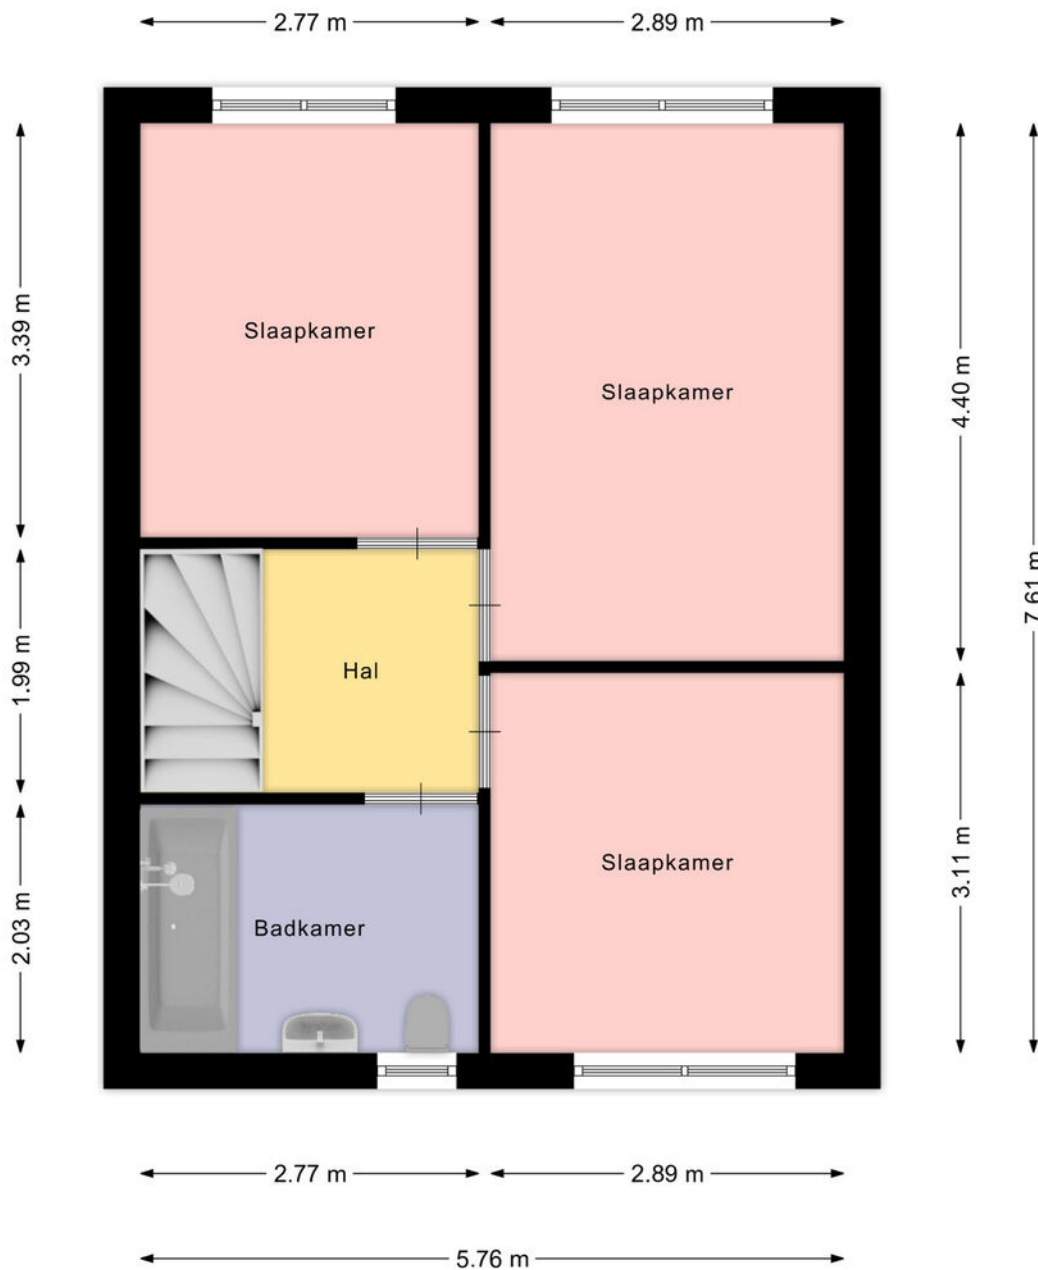 2.77 m 2.89 m
3.39 m
Slaapkamer
Slaapkamer
4.40 m
7.61 m
1.99 m
Hal
3.11 m
Slaapkamer
2.03 m
Badkamer
2.77 m 2.89 m
5.76 m